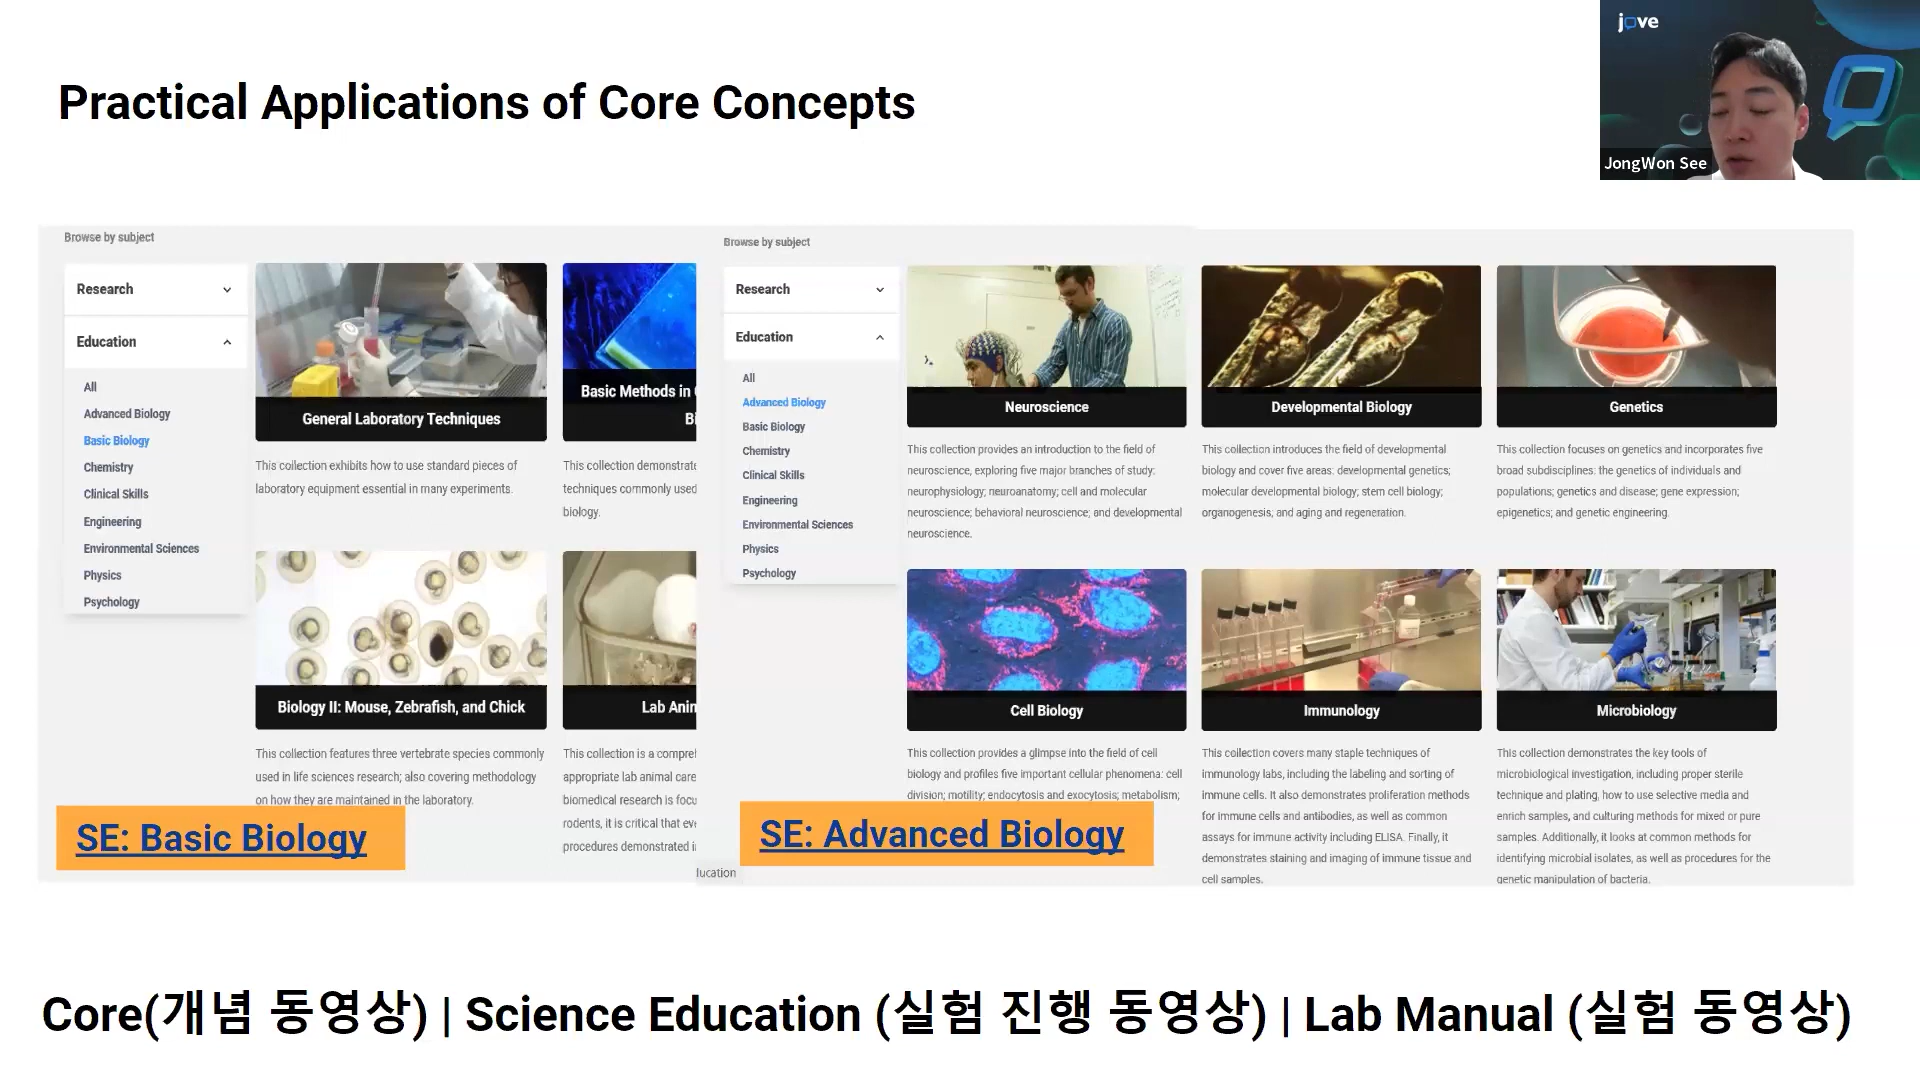 jove
JongWon See
Practical Applications of Core Concepts
Browse by subject
Research
Education
All
Advanced Biology
Basic Biology
Chemistry
Clinical Skills
Engineering
Environmental Sciences
Physics
Psychology
General Laboratory Techniques
This collection exhibits how to use standard pieces of
laboratory equipment essential in many experiments.
Basic Methods in
This collection demonstrate
techniques commonly used
biology.
Biology II: Mouse, Zebrafish, and Chick
This collection features three vertebrate species commonly
used in life sciences research; also covering methodology
on how they are maintained in the laboratory.
Lab Anim
This collection is a compre
appropriate lab animal care
biomedical research is focu
rodents, it is critical that eve
procedures demonstrated i
SE: Basic Biology
Browse by subject
Research
Education
All
Advanced Biology
Basic Biology
Chemistry
Clinical Skills
Engineering
Environmental Sciences
Physics
Psychology
Neuroscience
This collection provides an introduction to the field of
neuroscience, exploring five major branches of study:
neurophysiology; neuroanatomy; cell and molecular
neuroscience; behavioral neuroscience; and developmental
neuroscience.
Developmental Biology
This collection introduces the field of developmental
biology and cover five areas: developmental genetics;
molecular developmental biology; stem cell biology;
organogenesis, and aging and regeneration.
Genetics
This collection focuses on genetics and incorporates five
broad subdisciplines: the genetics of individuals and
populations; genetics and disease; gene expression;
epigenetics; and genetic engineering.
Cell Biology
This collection provides a glimpse into the field of cell
biology and profiles five important cellular phenomena: cell
division; motility; endocytosis and exocytosis; metabolism;
Immunology
This collection covers many staple techniques of
immunology labs, including the labeling and sorting of
immune cells. It also demonstrates proliferation methods
for immune cells and antibodies, as well as common
assays for immune activity including ELISA. Finally, it
demonstrates staining and imaging of immune tissue and
cell samples.
Microbiology
This collection demonstrates the key tools of
microbiological investigation, including proper sterile
technique and plating, how to use selective media and
enrich samples, and culturing methods for mixed or pure
samples. Additionally, it looks at common methods for
identifying microbial isolates, as well as procedures for the
genetic manipulation of bacteria.
SE: Advanced Biology
lucation
Core(개념 동영상) | Science Education (실험 진행 동영상) | Lab Manual (실험 동영상)